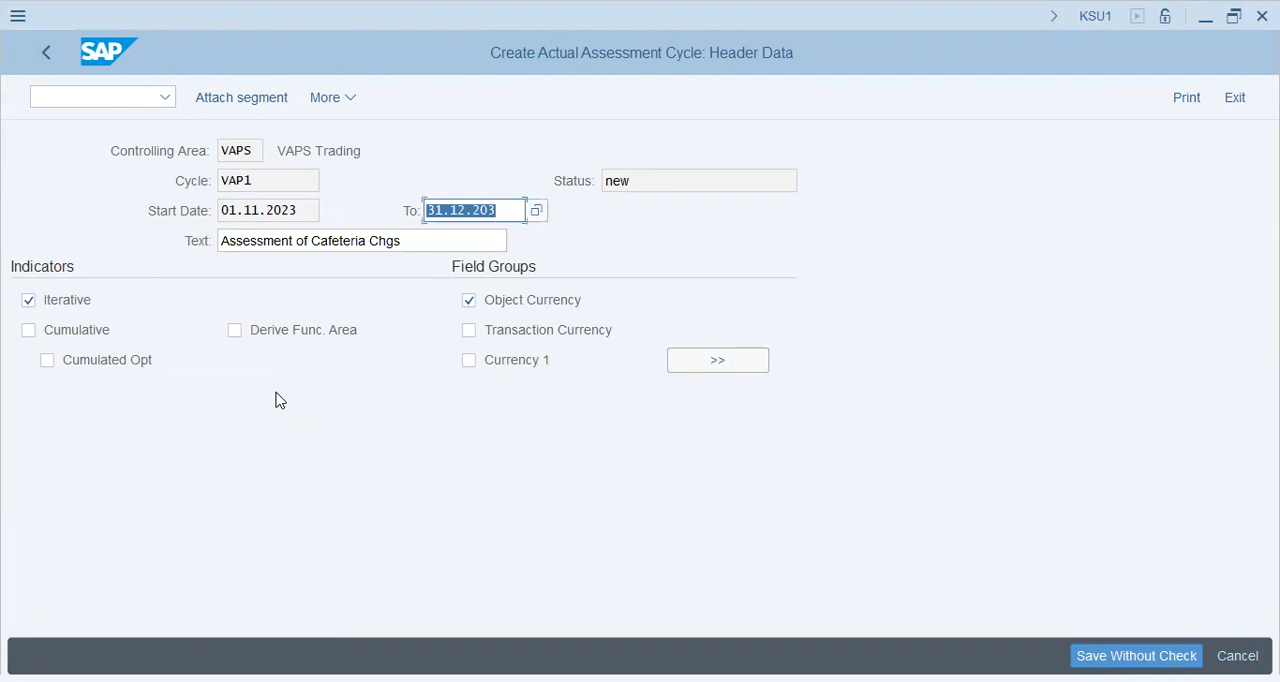 KSU1
SAP
Create Actual Assessment Cycle: Header Data
Attach segment More Print Exit
Controlling Area: VAPS VAPS Trading
Cycle: VAP1 Status: new
Start Date: 01.11.2023 To: 31.12.203
Text: Assessment of Cafeteria Chgs
Indicators Field Groups
Iterative Object Currency
Cumulative Derive Func. Area Transaction Currency
Cumulated Opt Currency 1 >>
Save Without Check Cancel